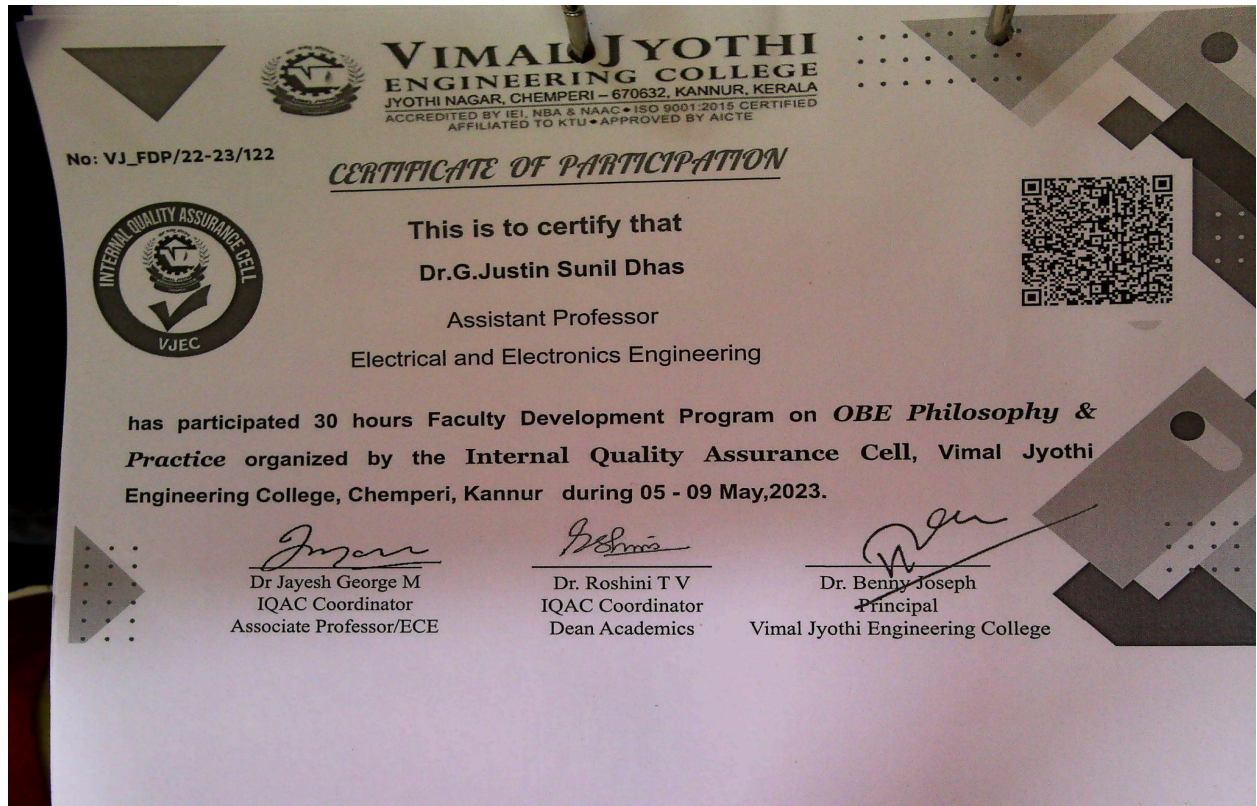 VIMAL JYOTHI
ENGINEERING COLLEGE
JYOTHI NAGAR, CHEMPERI – 670632, KANNUR, KERALA
ACCREDITED BY IEI, NBA & NAAC • ISO 9001:2015 CERTIFIED
AFFILIATED TO KTU • APPROVED BY AICTE
No: VJ_FDP/22-23/122
CERTIFICATE OF PARTICIPATION
INTERNAL QUALITY ASSURANCE CELL
VJEC
This is to certify that
Dr.G.Justin Sunil Dhas
Assistant Professor
Electrical and Electronics Engineering
has participated 30 hours Faculty Development Program on OBE Philosophy &
Practice organized by the Internal Quality Assurance Cell, Vimal Jyothi
Engineering College, Chemperi, Kannur during 05 - 09 May,2023.
Dr Jayesh George M
IQAC Coordinator
Associate Professor/ECE
Dr. Roshini T V
IQAC Coordinator
Dean Academics
Dr. Benny Joseph
Principal
Vimal Jyothi Engineering College